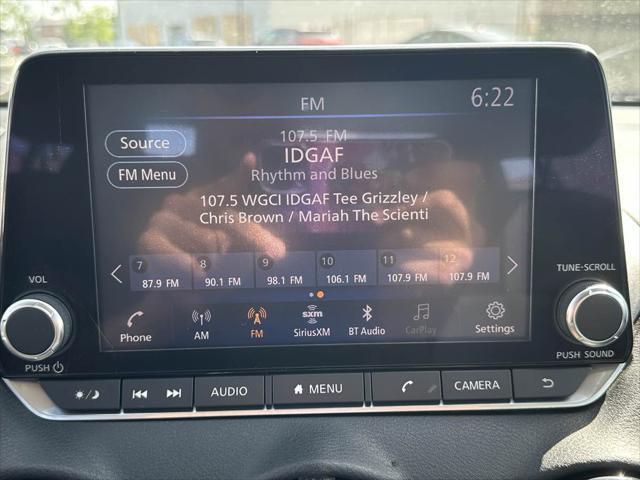 FM
6:22
107.5 FM
Source
IDGAF
FM Menu
Rhythm and Blues
107.5 WGCI IDGAF Tee Grizzley /
Chris Brown / Mariah The Scienti
7 8 9 10 11 12
87.9 FM 90.1 FM 98.1 FM 106.1 FM 107.9 FM 107.9 FM
VOL
TUNE·SCROLL
sxm
Phone AM FM SiriusXM BT Audio CarPlay Settings
PUSH
PUSH SOUND
AUDIO MENU CAMERA